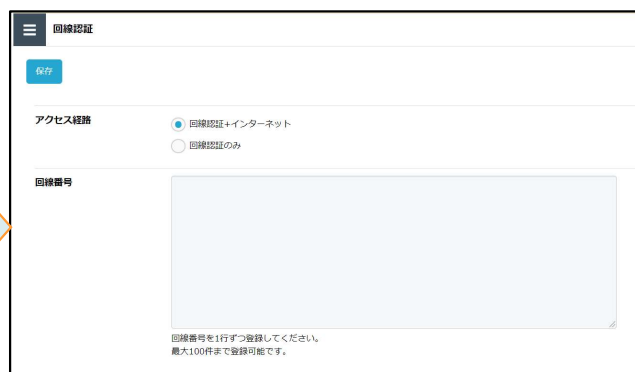 回線認証
保存
アクセス経路
回線認証+インターネット
回線認証のみ
回線番号
回線番号を1行ずつ登録してください。
最大100件まで登録可能です。